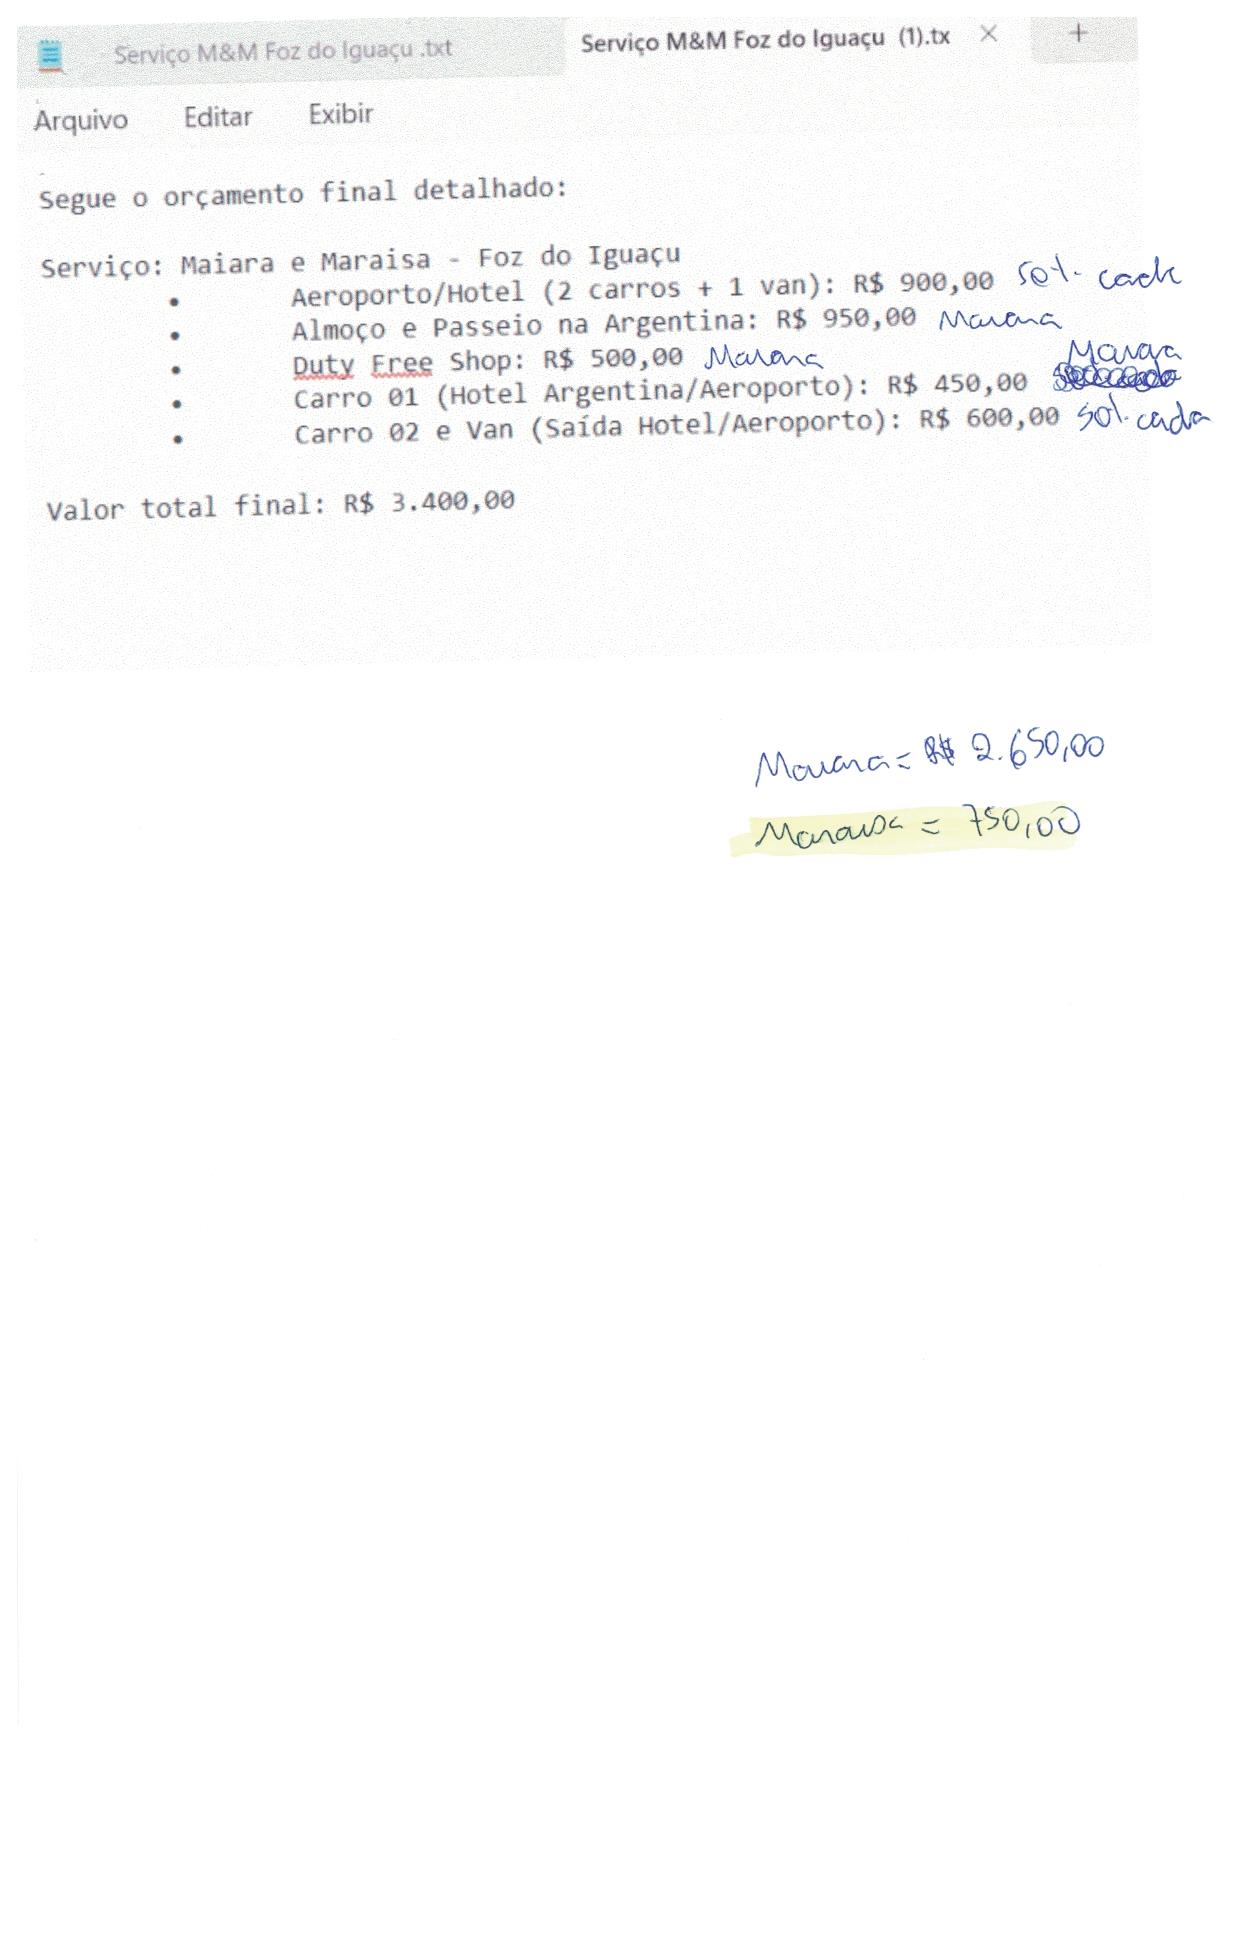 Serviço M&M Foz do Iguaçu .txt Serviço M&M Foz do Iguaçu (1).tx × +
Arquivo Editar Exibir
Segue o orçamento final detalhado:
Serviço: Maiara e Maraisa - Foz do Iguaçu
• Aeroporto/Hotel (2 carros + 1 van): R$ 900,00 50%. cada
• Almoço e Passeio na Argentina: R$ 950,00 Maiara
• Duty Free Shop: R$ 500,00 Maiara
Maiara
• Carro 01 (Hotel Argentina/Aeroporto): R$ 450,00
• Carro 02 e Van (Saída Hotel/Aeroporto): R$ 600,00 50%. cada
Valor total final: R$ 3.400,00
Maiara = R$ 2.650,00
Maraisa = 750,00